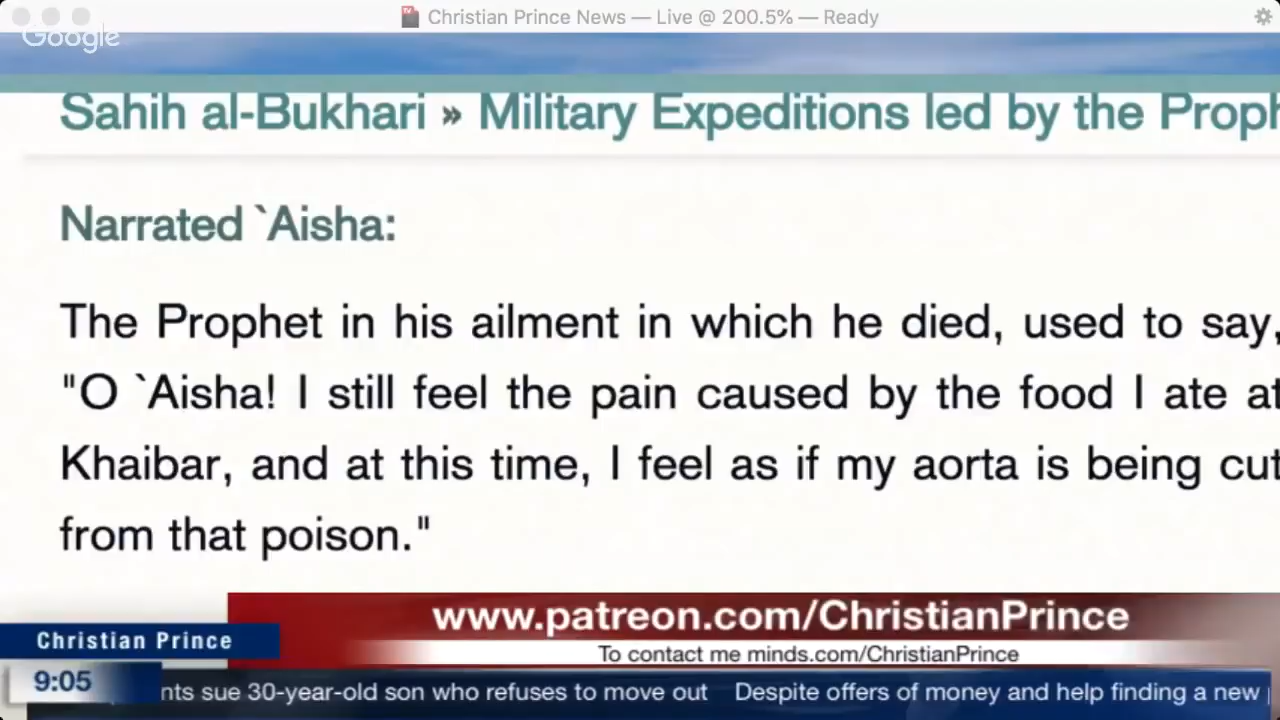 Christian Prince News — Live @ 200.5% — Ready
Google
Sahih al-Bukhari » Military Expeditions led by the Proph
Narrated `Aisha:
The Prophet in his ailment in which he died, used to say,
"O `Aisha! I still feel the pain caused by the food I ate at
Khaibar, and at this time, I feel as if my aorta is being cut
from that poison."
www.patreon.com/ChristianPrince
Christian Prince
To contact me minds.com/ChristianPrince
9:05
nts sue 30-year-old son who refuses to move out Despite offers of money and help finding a new